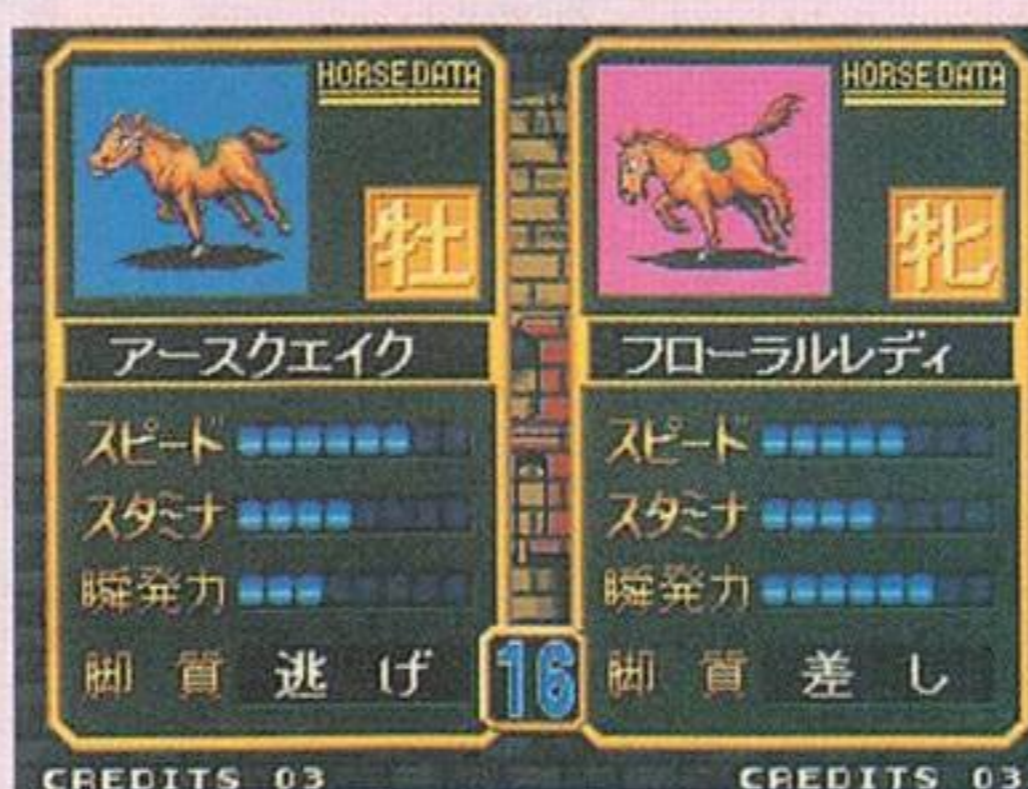 HORSE DATA
牡
アースクエイク
スピード
スタミナ
瞬発力
脚質 逃げ
HORSE DATA
牝
フローラルレディ
スピード
スタミナ
瞬発力
脚質 差し
16
CREDITS 03
CREDITS 03